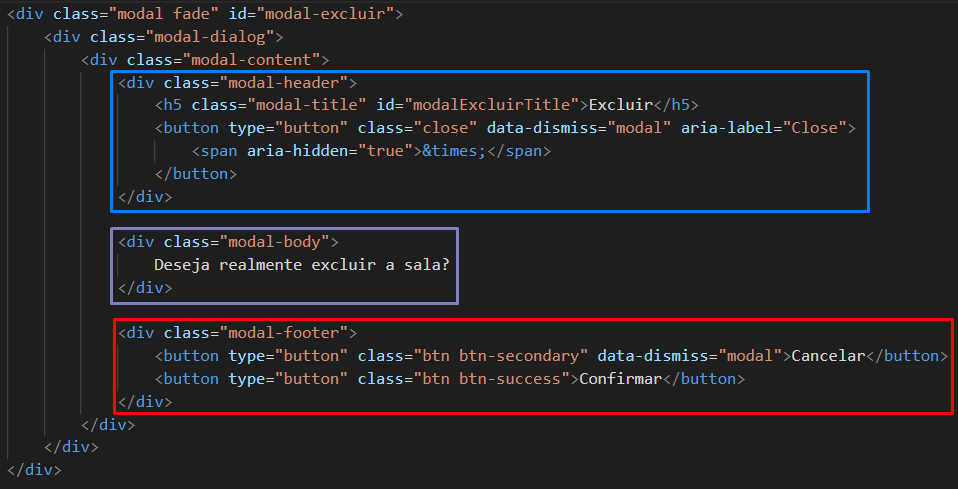 <div class="modal fade" id="modal-excluir">
<div class="modal-dialog">
<div class="modal-content">
<div class="modal-header">
<h5 class="modal-title" id="modalExcluirTitle">Excluir</h5>
<button type="button" class="close" data-dismiss="modal" aria-label="Close">
<span aria-hidden="true">&times;</span>
</button>
</div>
<div class="modal-body">
Deseja realmente excluir a sala?
</div>
<div class="modal-footer">
<button type="button" class="btn btn-secondary" data-dismiss="modal">Cancelar</button>
<button type="button" class="btn btn-success">Confirmar</button>
</div>
</div>
</div>
</div>